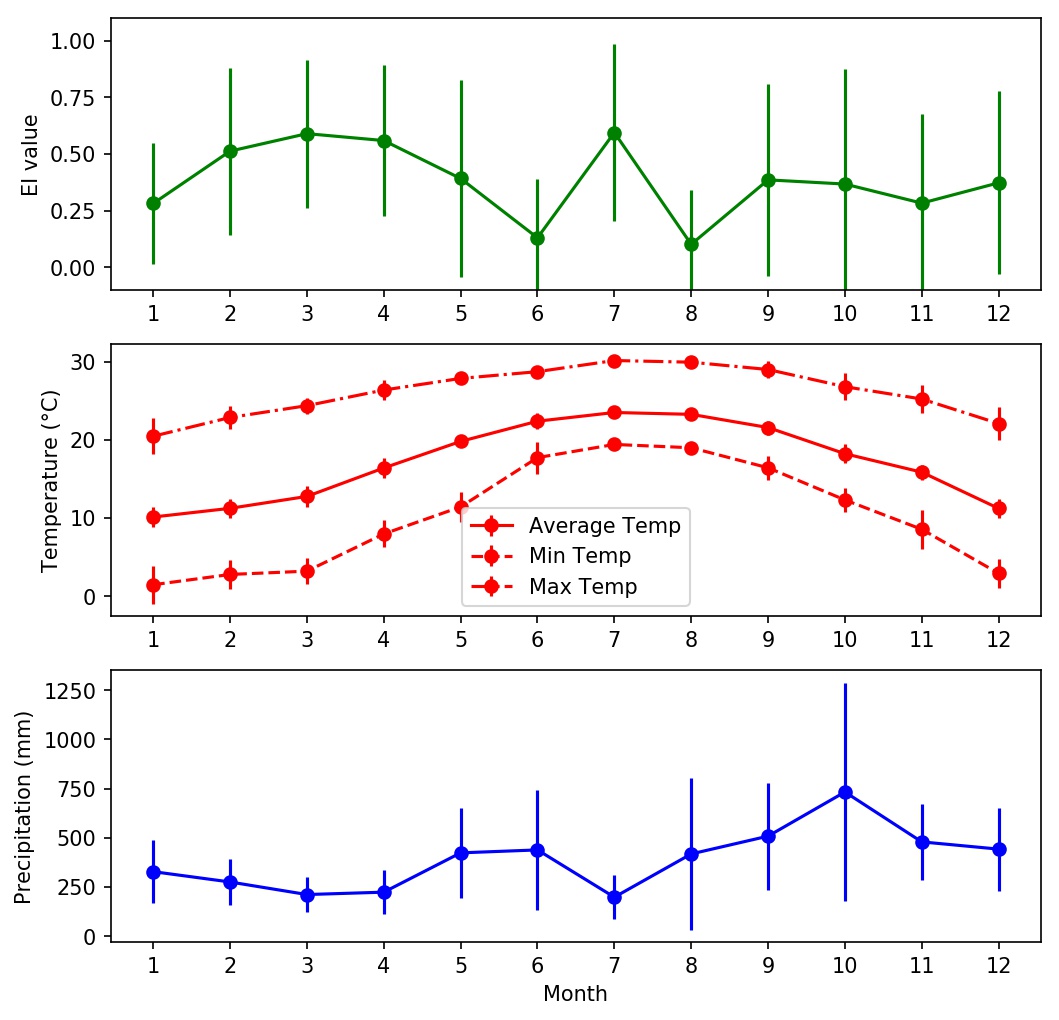 EI value
1.00
0.75
0.50
0.25
0.00
1 2 3 4 5 6 7 8 9 10 11 12
Temperature (°C)
30
20
10
0
Average Temp
Min Temp
Max Temp
1 2 3 4 5 6 7 8 9 10 11 12
Precipitation (mm)
1250
1000
750
500
250
0
1 2 3 4 5 6 7 8 9 10 11 12
Month